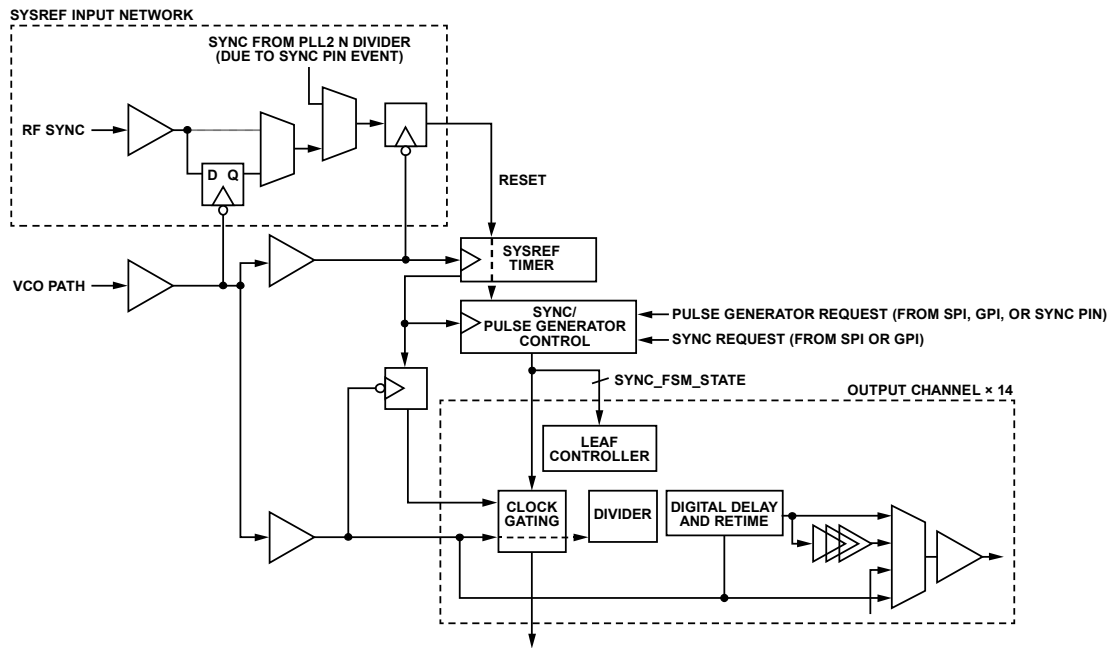 SYSREF INPUT NETWORK
SYNC FROM PLL2 N DIVIDER
(DUE TO SYNC PIN EVENT)
RF SYNC
D Q
RESET
VCO PATH
SYSREF
TIMER
SYNC/
PULSE GENERATOR
CONTROL
PULSE GENERATOR REQUEST (FROM SPI, GPI, OR SYNC PIN)
SYNC REQUEST (FROM SPI OR GPI)
SYNC_FSM_STATE
OUTPUT CHANNEL × 14
LEAF
CONTROLLER
CLOCK
GATING
DIVIDER
DIGITAL DELAY
AND RETIME